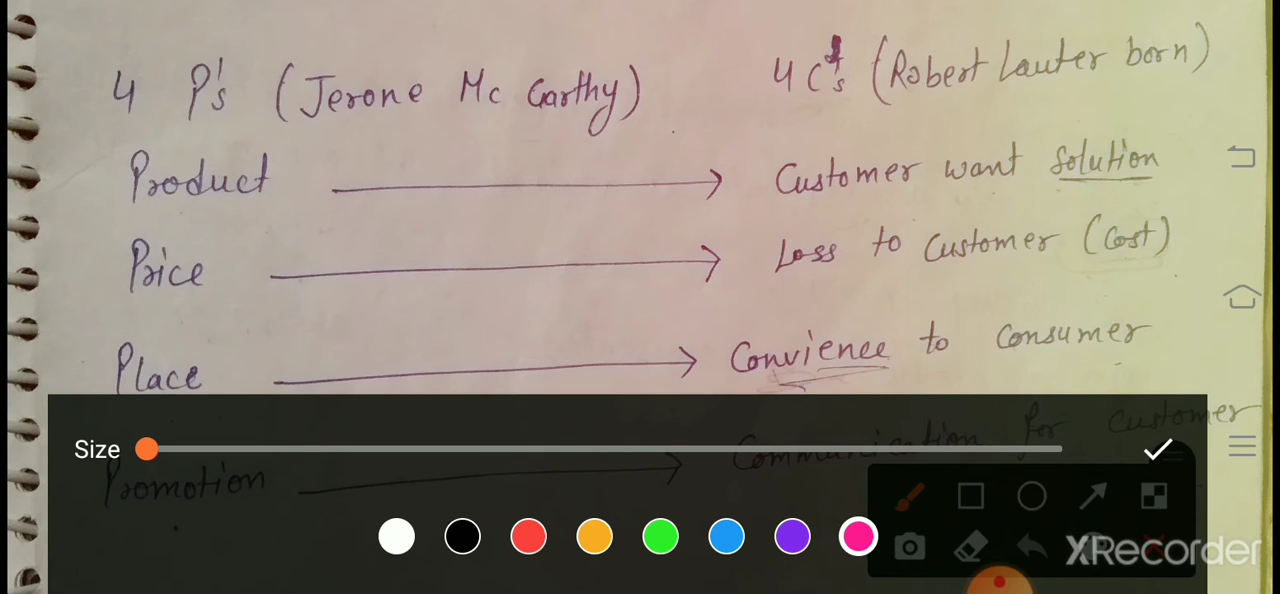 4 P's (Jerone Mc Carthy) 4 C's (Robert Lauter born)
Product Customer want solution
Price Loss to customer (Cost)
Place Convience to consumer
Promotion Communication for customer
Size
XRecorder